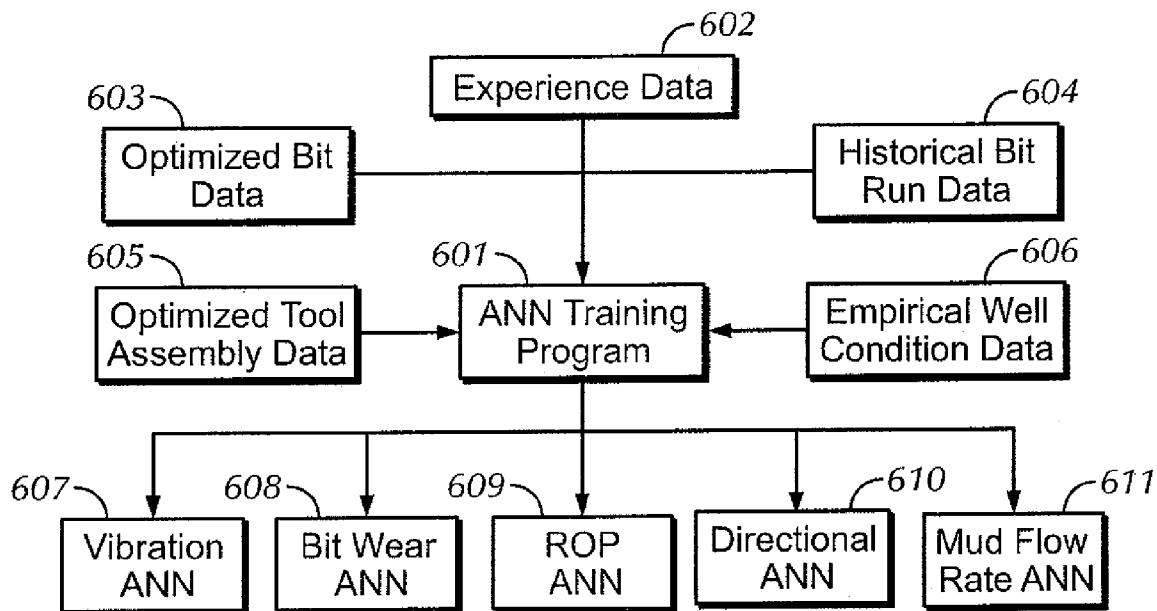 602
Experience Data
603
Optimized Bit
Data
604
Historical Bit
Run Data
605
Optimized Tool
Assembly Data
601
ANN Training
Program
606
Empirical Well
Condition Data
607
Vibration
ANN
608
Bit Wear
ANN
609
ROP
ANN
610
Directional
ANN
611
Mud Flow
Rate ANN